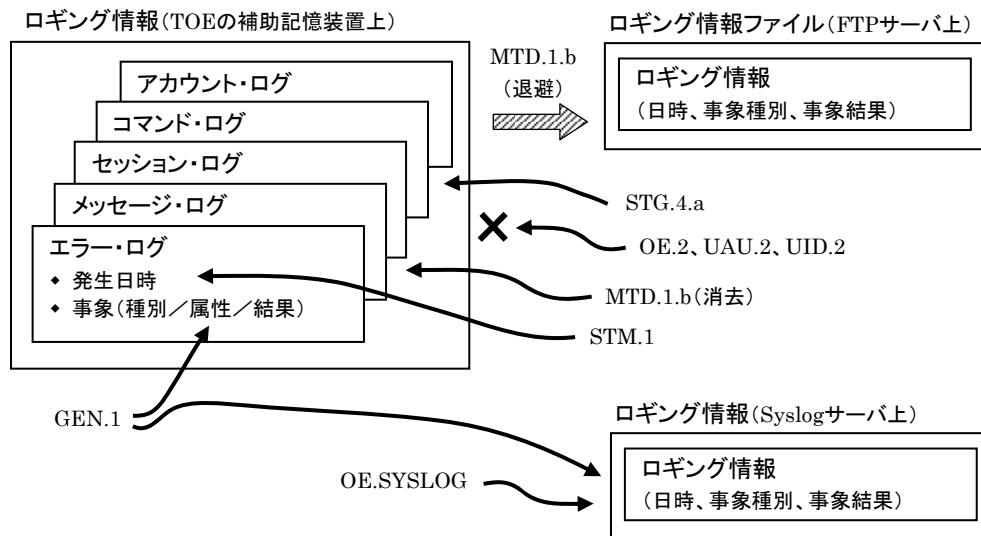 ロギング情報（TOEの補助記憶装置上）
アカウント・ログ
コマンド・ログ
セッション・ログ
メッセージ・ログ
エラー・ログ
◆ 発生日時
◆ 事象（種別／属性／結果）
MTD.1.b
（退避）
ロギング情報ファイル（FTPサーバ上）
ロギング情報
（日時、事象種別、事象結果）
STG.4.a
OE.2、UAU.2、UID.2
MTD.1.b（消去）
STM.1
GEN.1
OE.SYSLOG
ロギング情報（Syslogサーバ上）
ロギング情報
（日時、事象種別、事象結果）